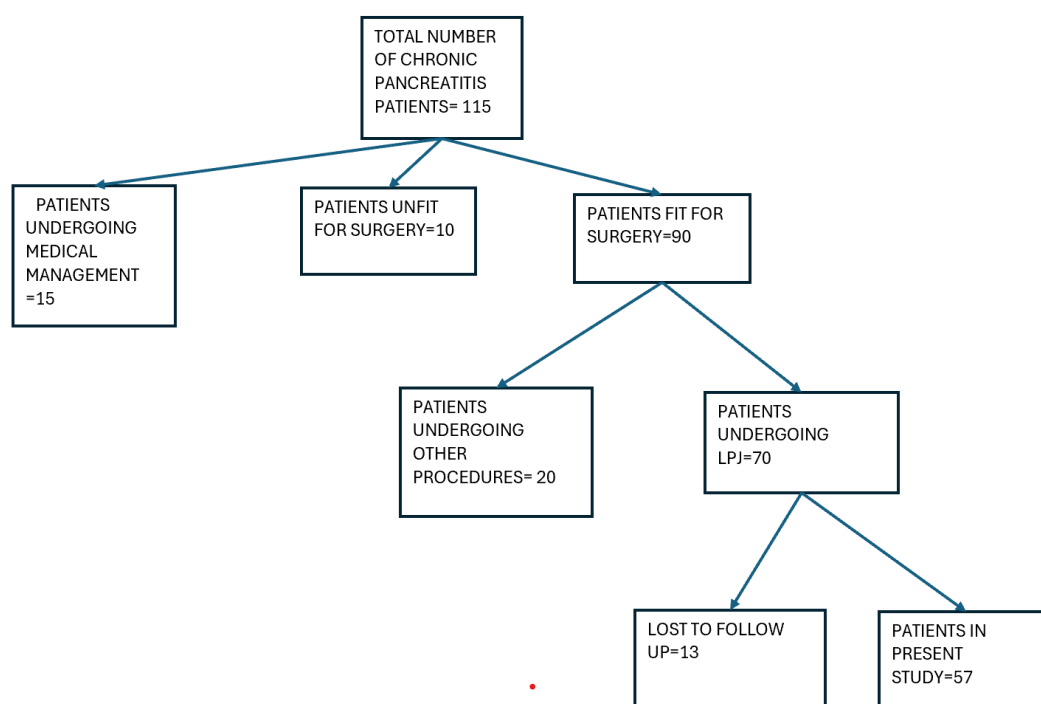 TOTAL NUMBER
OF CHRONIC
PANCREATITIS
PATIENTS= 115
PATIENTS
UNDERGOING
MEDICAL
MANAGEMENT
=15
PATIENTS UNFIT
FOR SURGERY=10
PATIENTS FIT FOR
SURGERY=90
PATIENTS
UNDERGOING
OTHER
PROCEDURES= 20
PATIENTS
UNDERGOING
LPJ=70
LOST TO FOLLOW
UP=13
PATIENTS IN
PRESENT
STUDY=57